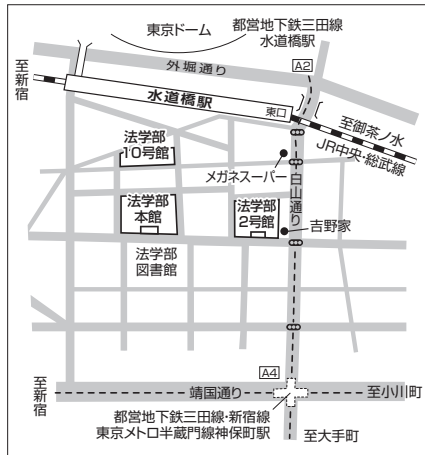 東京ドーム
都営地下鉄三田線
水道橋駅
外堀通り
A2
至新宿
水道橋駅
東口
至御茶ノ水
JR中央・総武線
法学部
10号館
メガネスーパー
白山通り
法学部
本館
法学部
2号館
吉野家
法学部
図書館
A4
至新宿
靖国通り
至小川町
都営地下鉄三田線・新宿線
東京メトロ半蔵門線神保町駅
至大手町